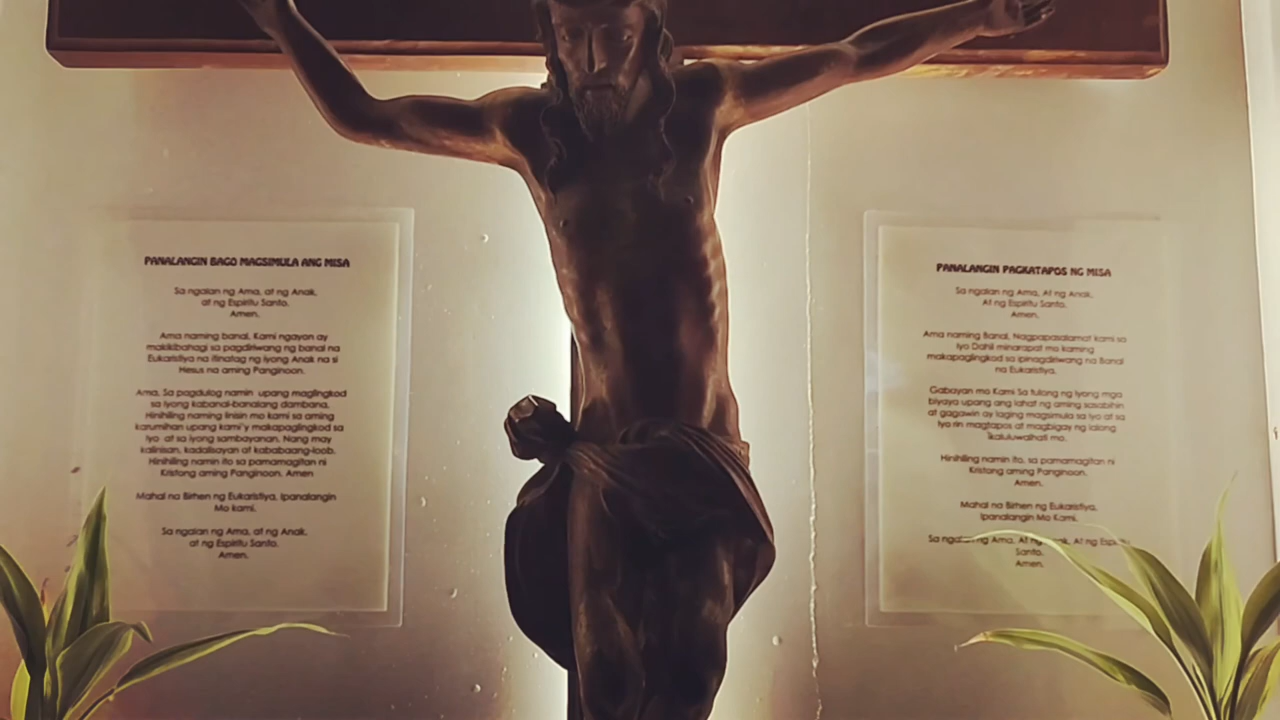 PANALANGIN BAGO MAGSIMULA ANG MISA
Sa ngalan ng Ama, at ng Anak,
at ng Espiritu Santo.
Amen.
Ama naming banal, Kami ngayon ay
makikibahagi sa pagdiriwang ng banal na
Eukaristiya na itinatag ng iyong Anak na si
Hesus na aming Panginoon.
Ama, Sa pagdulog namin upang maglingkod
sa iyong kabanal-banalang dambana,
Hinihiling naming linisin mo kami sa aming
karumihan upang kami'y makapaglingkod sa
Iyo at sa iyong sambayanan. Nang may
kalinisan, kadalisayan at kababaang-loob.
Hinihiling namin ito sa pamamagitan ni
Kristong aming Panginoon. Amen
Mahal na Birhen ng Eukaristiya, Ipanalangin
Mo kami.
Sa ngalan ng Ama, at ng Anak,
at ng Espiritu Santo.
Amen.
PANALANGIN PAGKATAPOS NG MISA
Sa ngalan ng Ama, At ng Anak,
At ng Espiritu Santo.
Amen.
Ama naming Banal, Nagpapasalamat kami sa
Iyo Dahil minarapat mo kaming
makapaglingkod sa ipinagdiriwang na Banal
na Eukaristiya.
Gabayan mo Kami Sa tulong ng Iyong mga
biyaya upang ang lahat ng aming sasabihin
at gagawin ay laging magsimula sa Iyo at sa
Iyo rin magtapos at magbigay ng lalong
ikaluluwalhati mo.
Hinihiling namin ito, sa pamamagitan ni
Kristong aming Panginoon.
Amen.
Mahal na Birhen ng Eukaristiya,
Ipanalangin Mo Kami.
Sa ngalan ng Ama, At ng Anak, At ng Espiritu
Santo.
Amen.